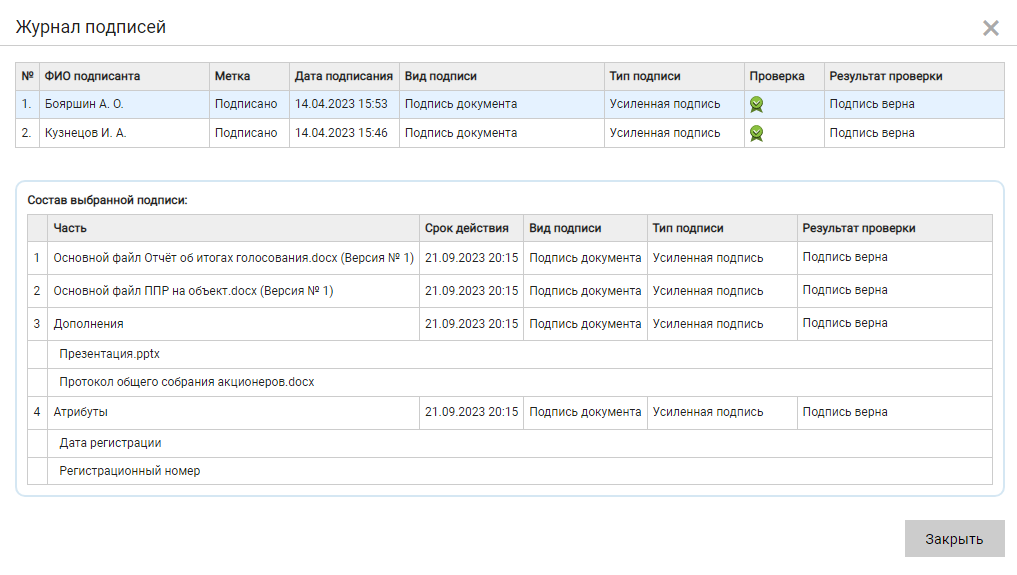 Журнал подписей
№ ФИО подписанта Метка Дата подписания Вид подписи Тип подписи Проверка Результат проверки
1. Бояршин А. О. Подписано 14.04.2023 15:53 Подпись документа Усиленная подпись Подпись верна
2. Кузнецов И. А. Подписано 14.04.2023 15:46 Подпись документа Усиленная подпись Подпись верна
Состав выбранной подписи:
Часть Срок действия Вид подписи Тип подписи Результат проверки
1 Основной файл Отчёт об итогах голосования.docx (Версия № 1) 21.09.2023 20:15 Подпись документа Усиленная подпись Подпись верна
2 Основной файл ППР на объект.docx (Версия № 1) 21.09.2023 20:15 Подпись документа Усиленная подпись Подпись верна
3 Дополнения 21.09.2023 20:15 Подпись документа Усиленная подпись Подпись верна
Презентация.pptx
Протокол общего собрания акционеров.docx
4 Атрибуты 21.09.2023 20:15 Подпись документа Усиленная подпись Подпись верна
Дата регистрации
Регистрационный номер
Закрыть